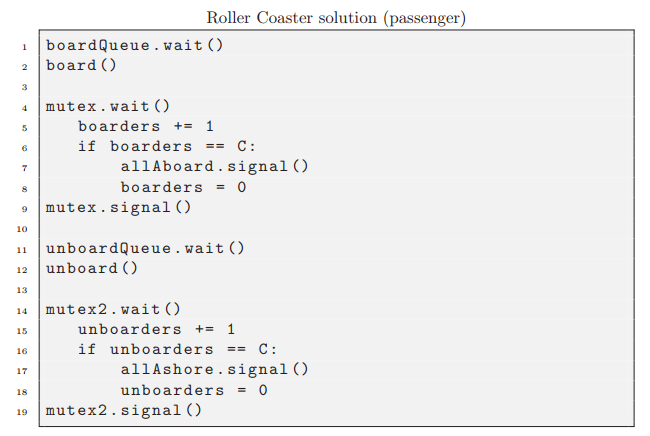 Roller Coaster solution (passenger)
1 boardQueue.wait()
2 board()
3
4 mutex.wait()
5 boarders += 1
6 if boarders == C:
7 allAboard.signal()
8 boarders = 0
9 mutex.signal()
10
11 unboardQueue.wait()
12 unboard()
13
14 mutex2.wait()
15 unboarders += 1
16 if unboarders == C:
17 allAshore.signal()
18 unboarders = 0
19 mutex2.signal()